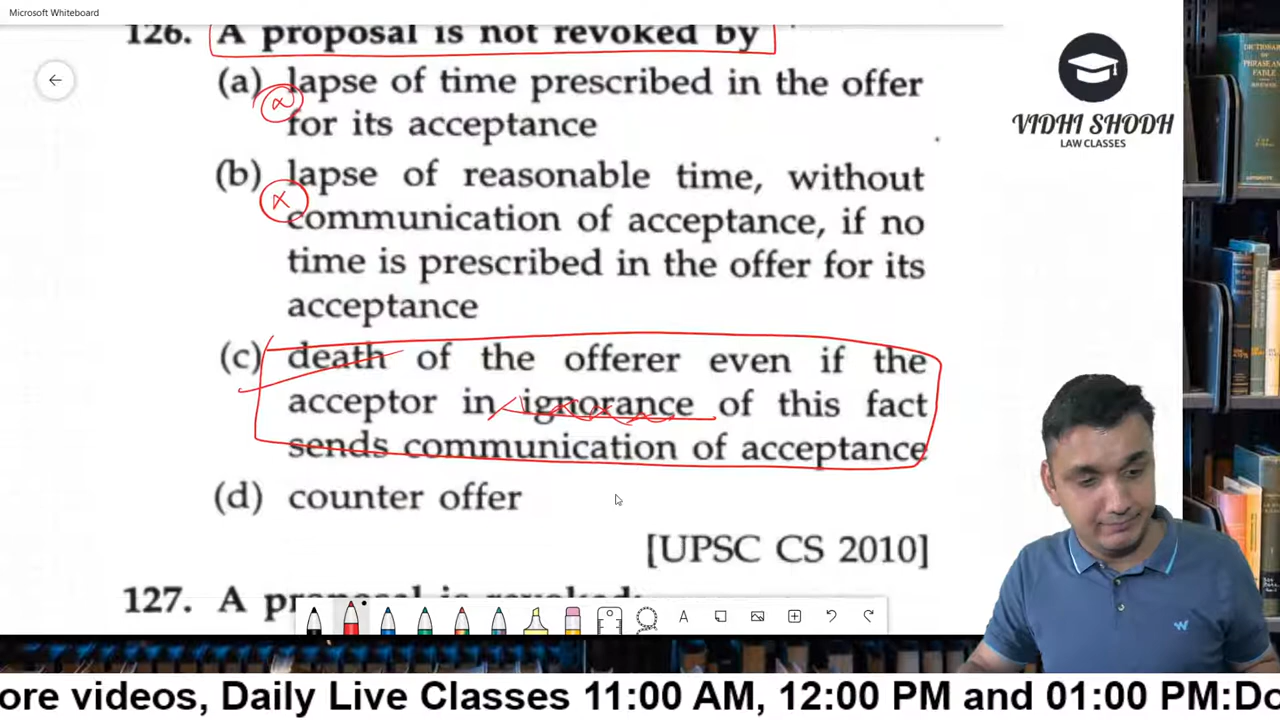 Microsoft Whiteboard
126. A proposal is not revoked by
(a) lapse of time prescribed in the offer
for its acceptance
(b) lapse of reasonable time, without
communication of acceptance, if no
time is prescribed in the offer for its
acceptance
(c) death of the offerer even if the
acceptor in ignorance of this fact
sends communication of acceptance
(d) counter offer
[UPSC CS 2010]
127. A proposal is revoked:
VIDHI SHODH
LAW CLASSES
A
ore videos, Daily Live Classes 11:00 AM, 12:00 PM and 01:00 PM:Do